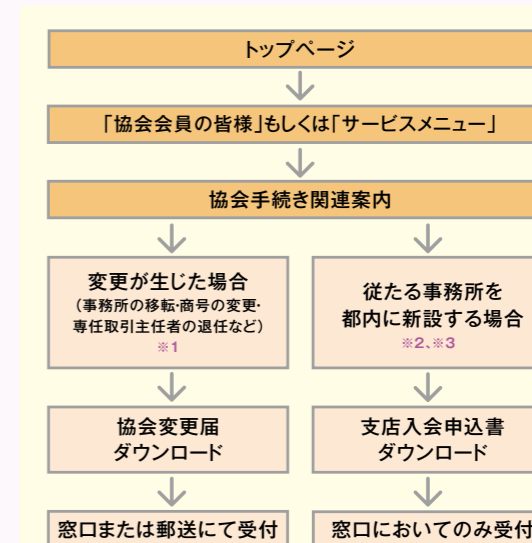 トップページ
「協会会員の皆様」もしくは「サービスメニュー」
協会手続き関連案内
変更が生じた場合
（事務所の移転・商号の変更・
専任取引主任者の退任など）
※1
従たる事務所を
都内に新設する場合
※2、※3
協会変更届
ダウンロード
支店入会申込書
ダウンロード
窓口または郵送にて受付
窓口においてのみ受付